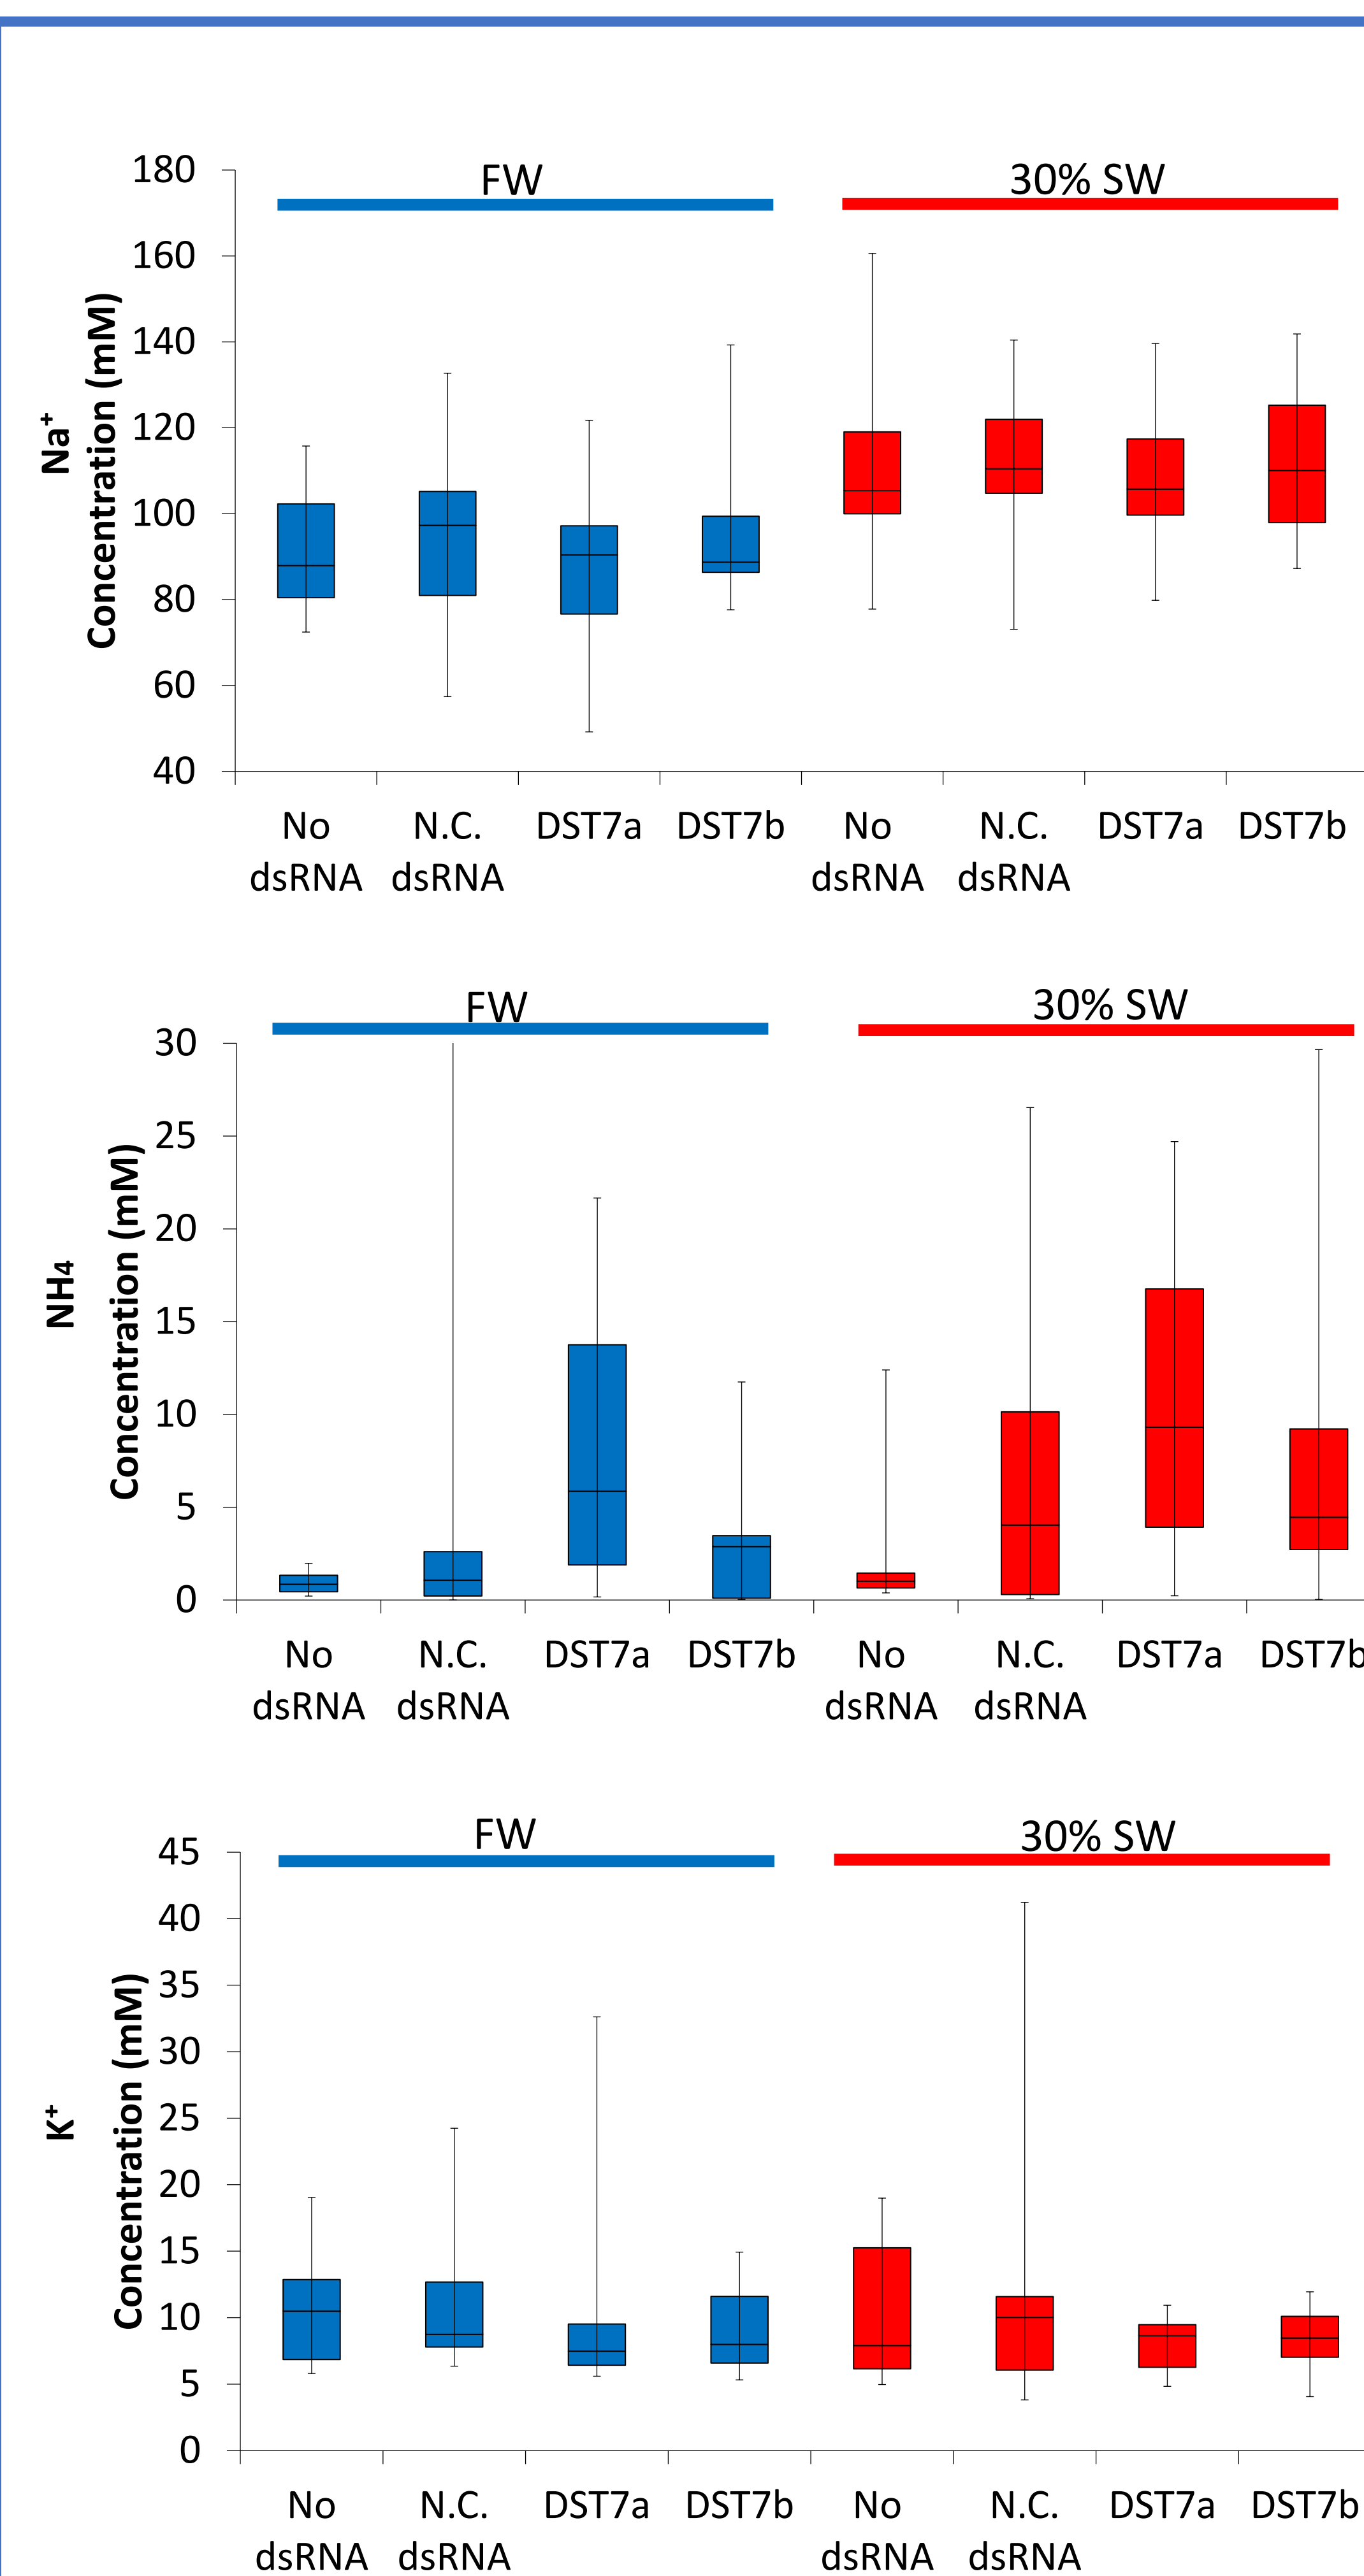 FW
30% SW
180
160
140
120
100
80
60
40
Na⁺
Concentration (mM)
No N.C. DST7a DST7b No N.C. DST7a DST7b
dsRNA dsRNA dsRNA dsRNA
FW
30% SW
30
25
20
15
10
5
0
NH₄
Concentration (mM)
No N.C. DST7a DST7b No N.C. DST7a DST7b
dsRNA dsRNA dsRNA dsRNA
FW
30% SW
45
40
35
30
25
20
15
10
5
0
K⁺
Concentration (mM)
No N.C. DST7a DST7b No N.C. DST7a DST7b
dsRNA dsRNA dsRNA dsRNA